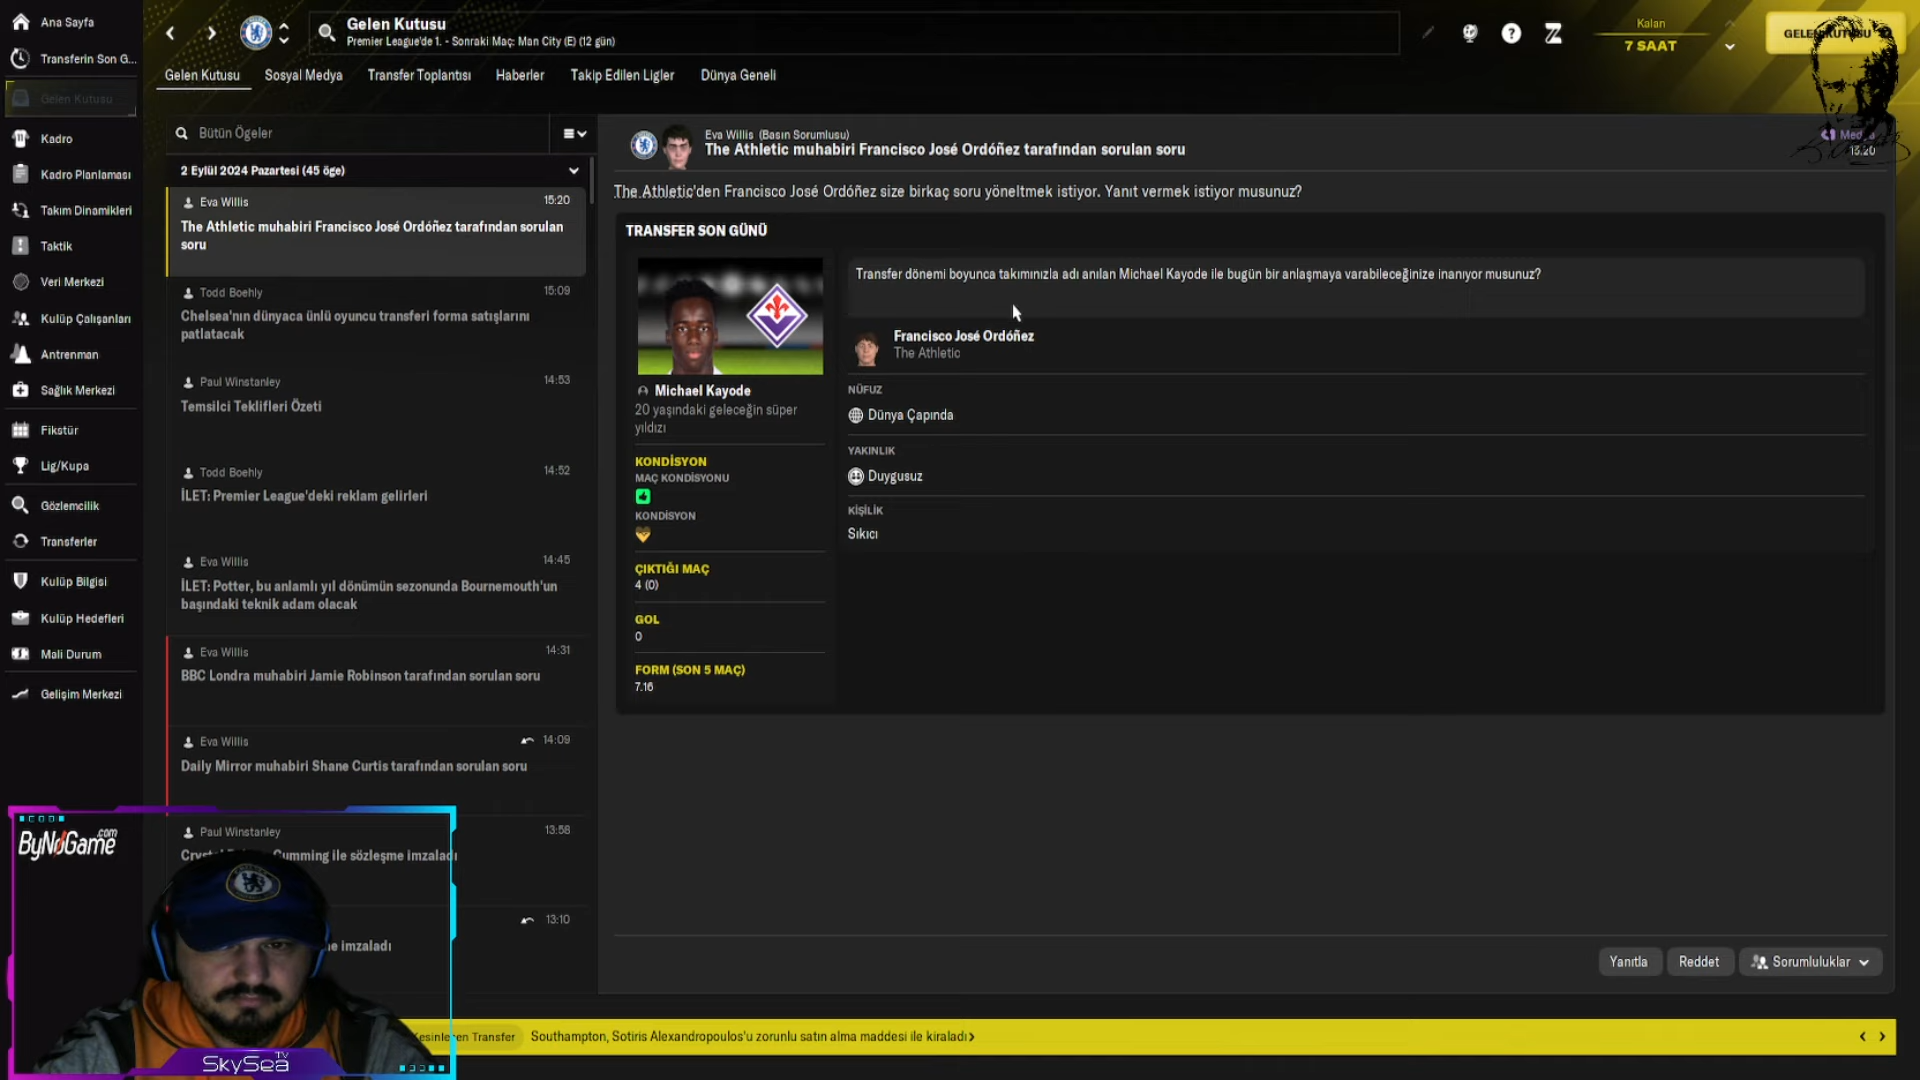 Ana Sayfa
Transferin Son G...
Gelen Kutusu
Kadro
Kadro Planlaması
Takım Dinamikleri
Taktik
Veri Merkezi
Kulüp Çalışanları
Antrenman
Sağlık Merkezi
Fikstür
Lig/Kupa
Gözlemcilik
Transferler
Kulüp Bilgisi
Kulüp Hedefleri
Mali Durum
Gelişim Merkezi
Gelen Kutusu
Premier League'de 1. - Sonraki Maç: Man City (E) (12 gün)
Kalan
7 SAAT
Gelen Kutusu
Sosyal Medya
Transfer Toplantısı
Haberler
Takip Edilen Ligler
Dünya Geneli
Bütün Ögeler
2 Eylül 2024 Pazartesi (45 öge)
Eva Willis 15:20
The Athletic muhabiri Francisco José Ordóñez tarafından sorulan
soru
Todd Boehly 15:09
Chelsea'nın dünyaca ünlü oyuncu transferi forma satışlarını
patlatacak
Paul Winstanley 14:53
Temsilci Teklifleri Özeti
Todd Boehly 14:52
İLET: Premier League'deki reklam gelirleri
Eva Willis 14:45
İLET: Potter, bu anlamlı yıl dönümün sezonunda Bournemouth'un
başındaki teknik adam olacak
Eva Willis 14:31
BBC Londra muhabiri Jamie Robinson tarafından sorulan soru
Eva Willis 14:09
Daily Mirror muhabiri Shane Curtis tarafından sorulan soru
Paul Winstanley 13:58
Cumming ile sözleşme imzaladı
13:10
imzaladı
Eva Willis (Basın Sorumlusu)
The Athletic muhabiri Francisco José Ordóñez tarafından sorulan soru
The Athletic'den Francisco José Ordóñez size birkaç soru yöneltmek istiyor. Yanıt vermek istiyor musunuz?
TRANSFER SON GÜNÜ
Michael Kayode
20 yaşındaki geleceğin süper
yıldızı
KONDİSYON
MAÇ KONDİSYONU
KONDİSYON
ÇIKTIĞI MAÇ
4 (0)
GOL
0
FORM (SON 5 MAÇ)
7.16
Transfer dönemi boyunca takımınızla adı anılan Michael Kayode ile bugün bir anlaşmaya varabileceğinize inanıyor musunuz?
Francisco José Ordóñez
The Athletic
NÜFUZ
Dünya Çapında
YAKINLIK
Duygusuz
KİŞİLİK
Sıkıcı
Yanıtla
Reddet
Sorumluluklar
Transfer
Southampton, Sotiris Alexandropoulos'u zorunlu satın alma maddesi ile kiraladı
ByNoGame.com
SkySea TV